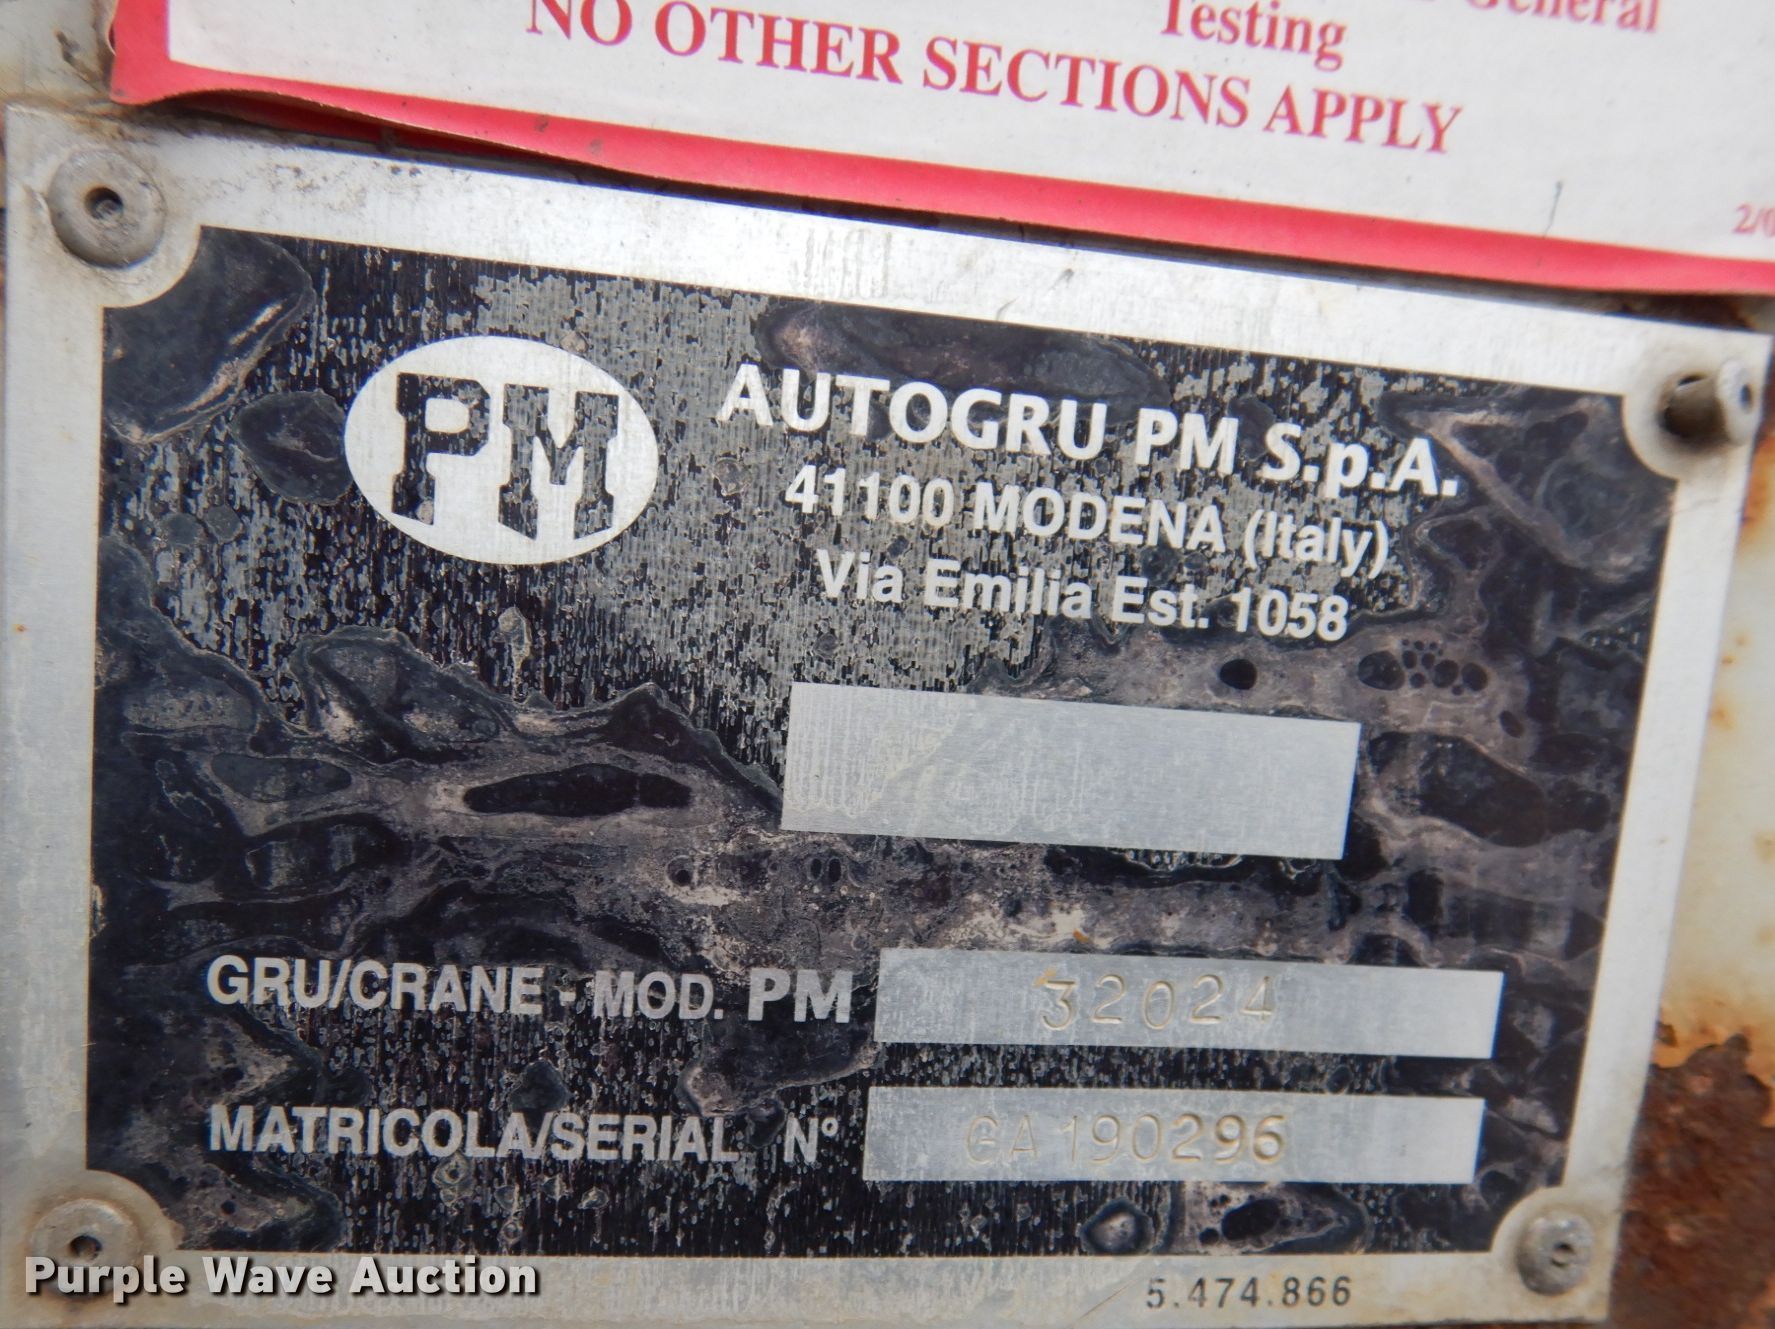 General
Testing
NO OTHER SECTIONS APPLY
PM
AUTOGRU PM S.p.A.
41100 MODENA (Italy)
Via Emilia Est. 1058
GRU/CRANE - MOD. PM 32024
MATRICOLA/SERIAL N° GA190296
5.474.866
Purple Wave Auction